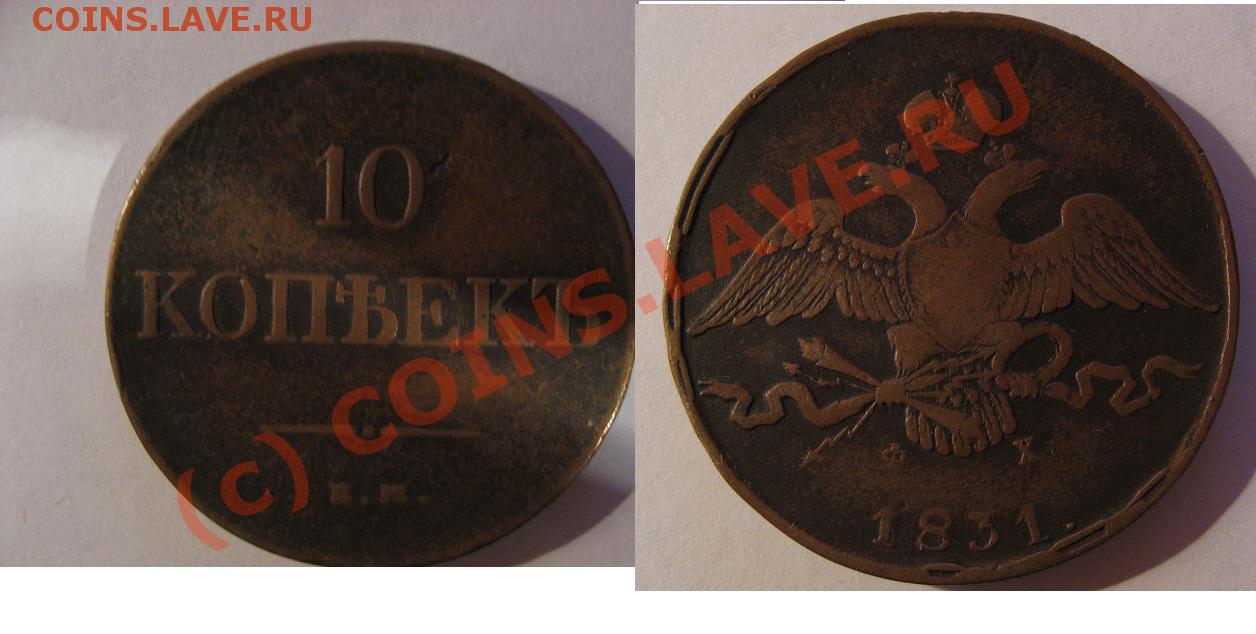 COINS.LAVE.RU
10
КОПѢЕКЪ
Е.М.
Ф Х
1831.
(c) COINS.LAVE.RU